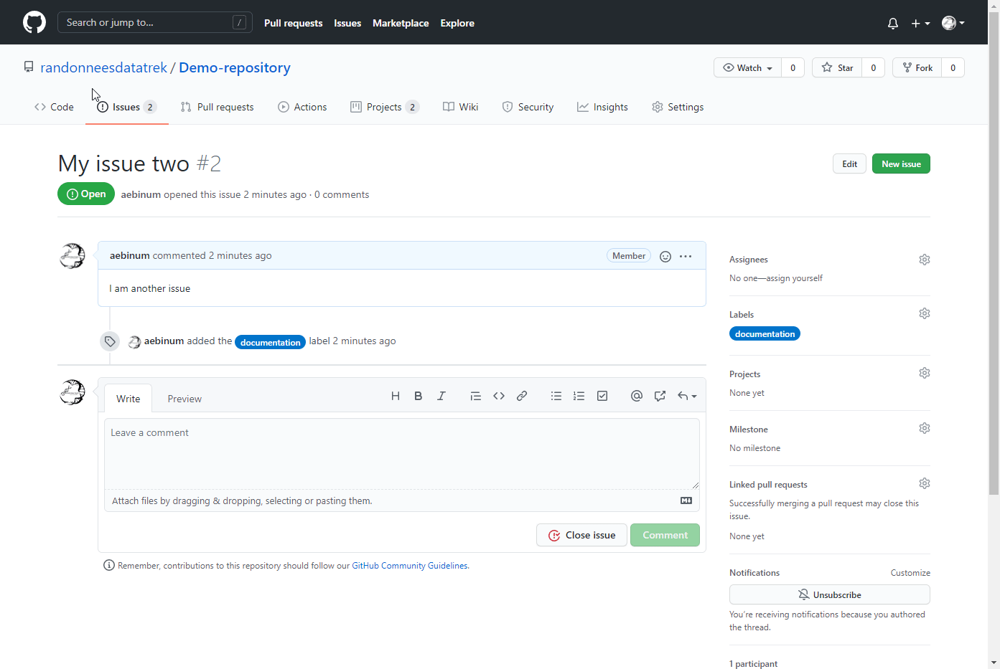 Search or jump to... / Pull requests Issues Marketplace Explore
randonneesdatatrek / Demo-repository Watch 0 Star 0 Fork 0
Code Issues 2 Pull requests Actions Projects 2 Wiki Security Insights Settings
My issue two #2 Edit New issue
Open aebinum opened this issue 2 minutes ago · 0 comments
aebinum commented 2 minutes ago Member
I am another issue
aebinum added the documentation label 2 minutes ago
Write Preview H B I
Leave a comment
Attach files by dragging & dropping, selecting or pasting them.
Close issue Comment
Remember, contributions to this repository should follow our GitHub Community Guidelines.
Assignees
No one—assign yourself
Labels
documentation
Projects
None yet
Milestone
No milestone
Linked pull requests
Successfully merging a pull request may close this
issue.
None yet
Notifications Customize
Unsubscribe
You're receiving notifications because you authored
the thread.
1 participant